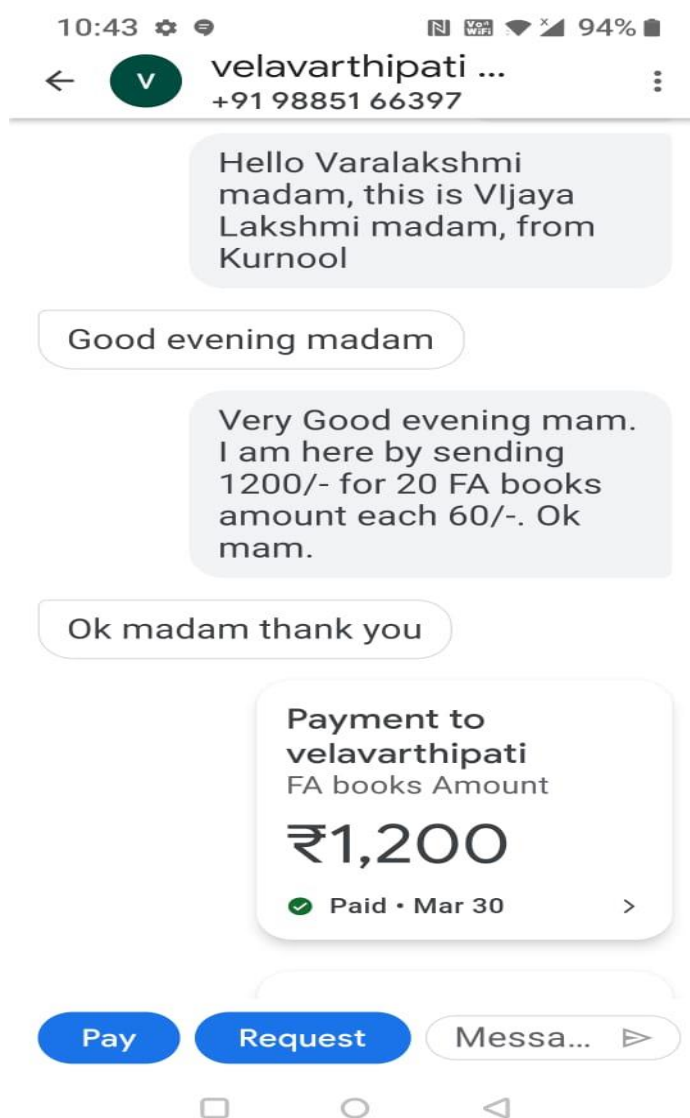 10:43
94%
velavarthipati ...
+91 98851 66397
Hello Varalakshmi
madam, this is VIjaya
Lakshmi madam, from
Kurnool
Good evening madam
Very Good evening mam.
I am here by sending
1200/- for 20 FA books
amount each 60/-. Ok
mam.
Ok madam thank you
Payment to
velavarthipati
FA books Amount
₹1,200
Paid • Mar 30
Pay
Request
Messa...